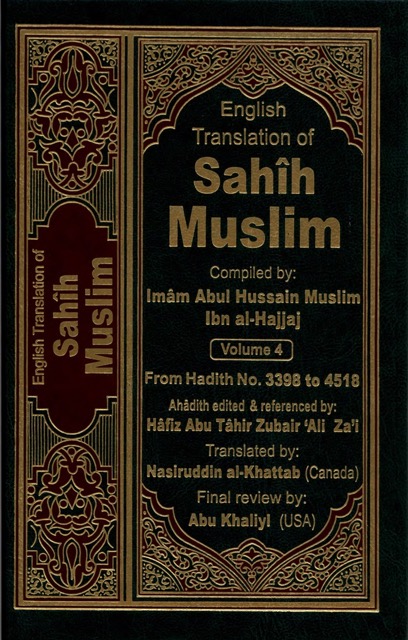 English Translation of
Sahîh
Muslim
English
Translation of
Sahîh
Muslim
Compiled by:
Imâm Abul Hussain Muslim
Ibn al-Hajjaj
Volume 4
From Hadith No. 3398 to 4518
Ahâdith edited & referenced by:
Hâfiz Abu Tâhir Zubair 'Ali Za'i
Translated by:
Nasiruddin al-Khattab (Canada)
Final review by:
Abu Khaliyl (USA)